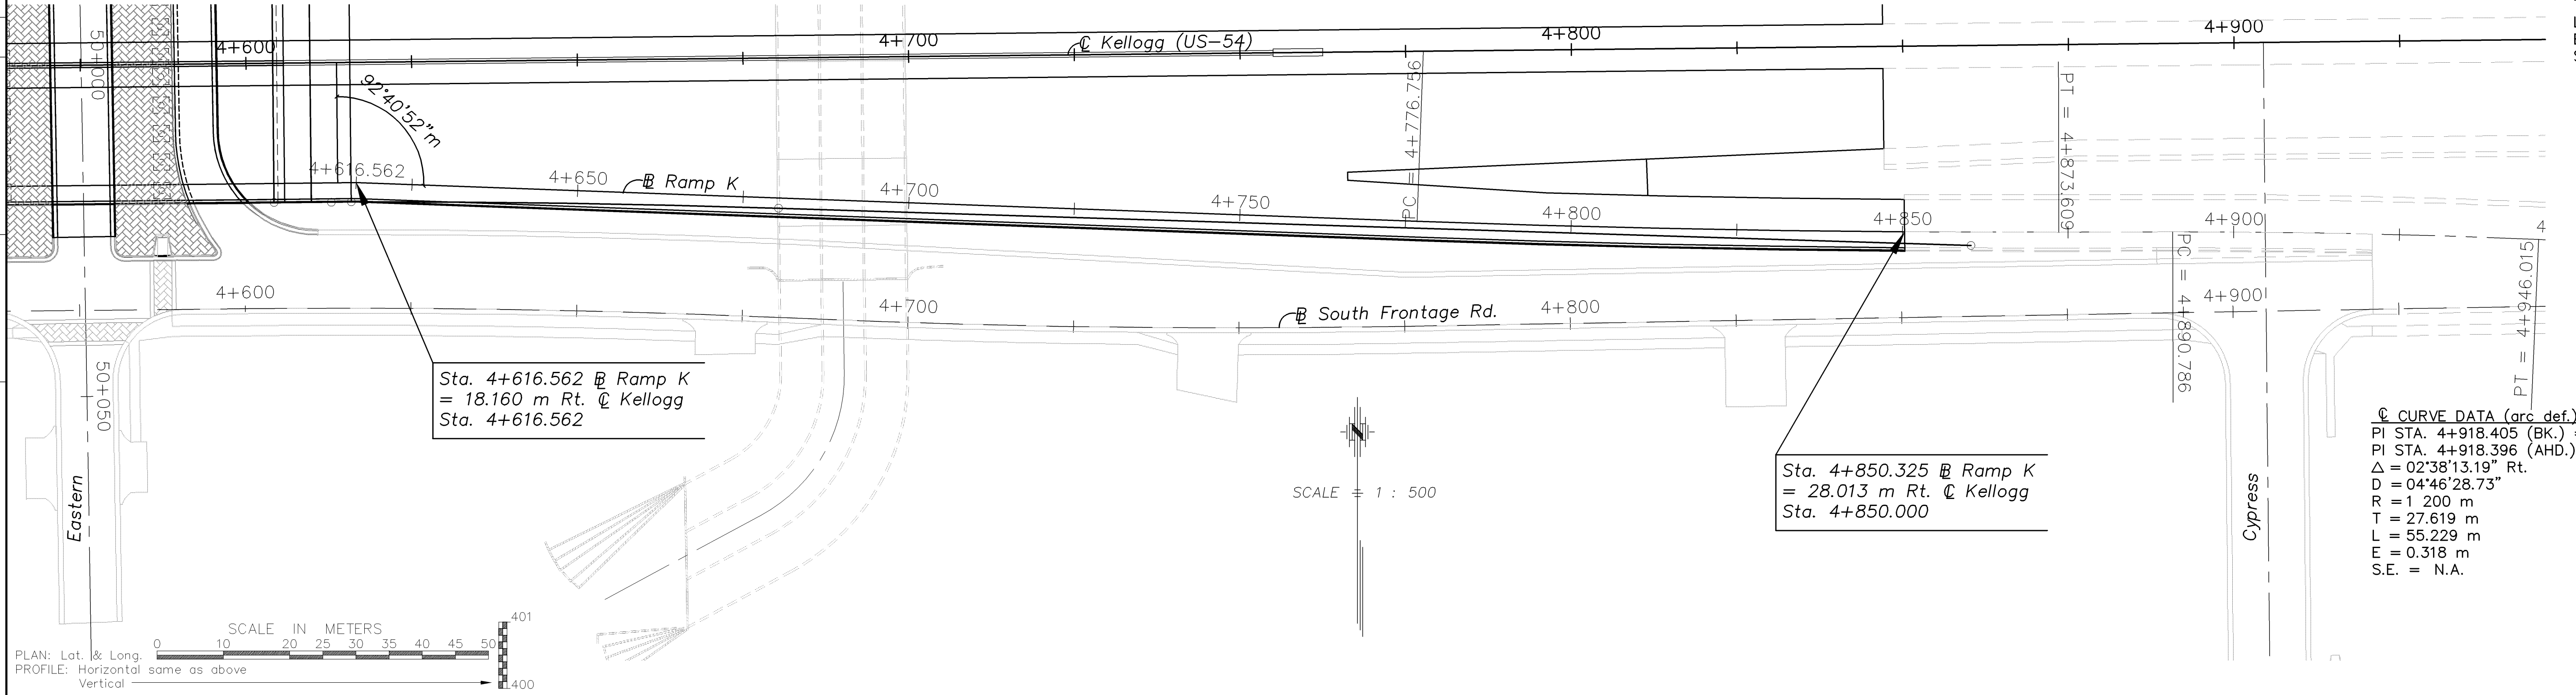 4+600
4+700
℄ Kellogg (US-54)
4+800
4+900
50+000
92°40'52"m
PC = 4+776.756
PT = 4+873.609
4+616.562
4+650
BL Ramp K
4+700
4+750
4+800
4+850
4+900
4
PC = 4+890.786
PT = 4+946.015
4+600
4+700
BL South Frontage Rd.
4+800
4+900
50+050
Sta. 4+616.562 BL Ramp K
= 18.160 m Rt. ℄ Kellogg
Sta. 4+616.562
Sta. 4+850.325 BL Ramp K
= 28.013 m Rt. ℄ Kellogg
Sta. 4+850.000
Eastern
Cypress
N
SCALE = 1 : 500
℄ CURVE DATA (arc def.)
PI STA. 4+918.405 (BK.) =
PI STA. 4+918.396 (AHD.)
Δ = 02°38'13.19" Rt.
D = 04°46'28.73"
R = 1 200 m
T = 27.619 m
L = 55.229 m
E = 0.318 m
S.E. = N.A.
SCALE IN METERS
0 10 20 25 30 35 40 45 50
PLAN: Lat. & Long.
PROFILE: Horizontal same as above
Vertical
401
400